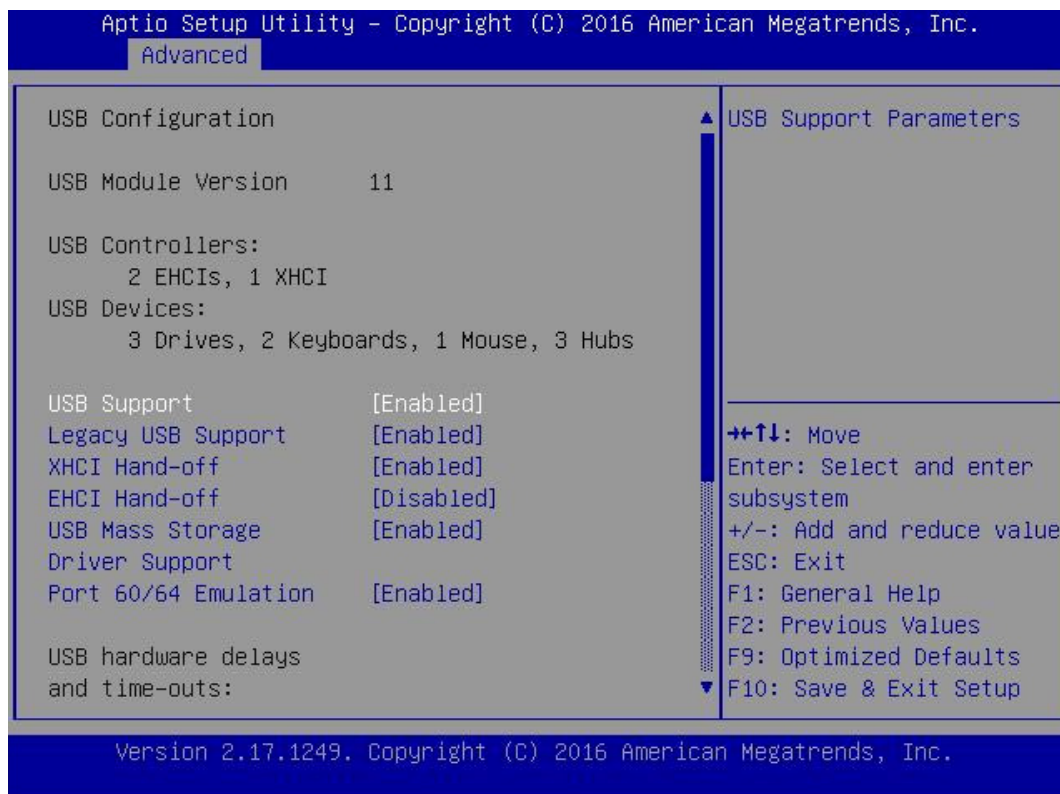 Aptio Setup Utility – Copyright (C) 2016 American Megatrends, Inc.
Advanced
USB Configuration
USB Module Version 11
USB Controllers:
2 EHCIs, 1 XHCI
USB Devices:
3 Drives, 2 Keyboards, 1 Mouse, 3 Hubs
USB Support [Enabled]
Legacy USB Support [Enabled]
XHCI Hand-off [Enabled]
EHCI Hand-off [Disabled]
USB Mass Storage [Enabled]
Driver Support
Port 60/64 Emulation [Enabled]
USB hardware delays
and time-outs:
USB Support Parameters
→←↑↓: Move
Enter: Select and enter
subsystem
+/-: Add and reduce value
ESC: Exit
F1: General Help
F2: Previous Values
F9: Optimized Defaults
F10: Save & Exit Setup
Version 2.17.1249. Copyright (C) 2016 American Megatrends, Inc.